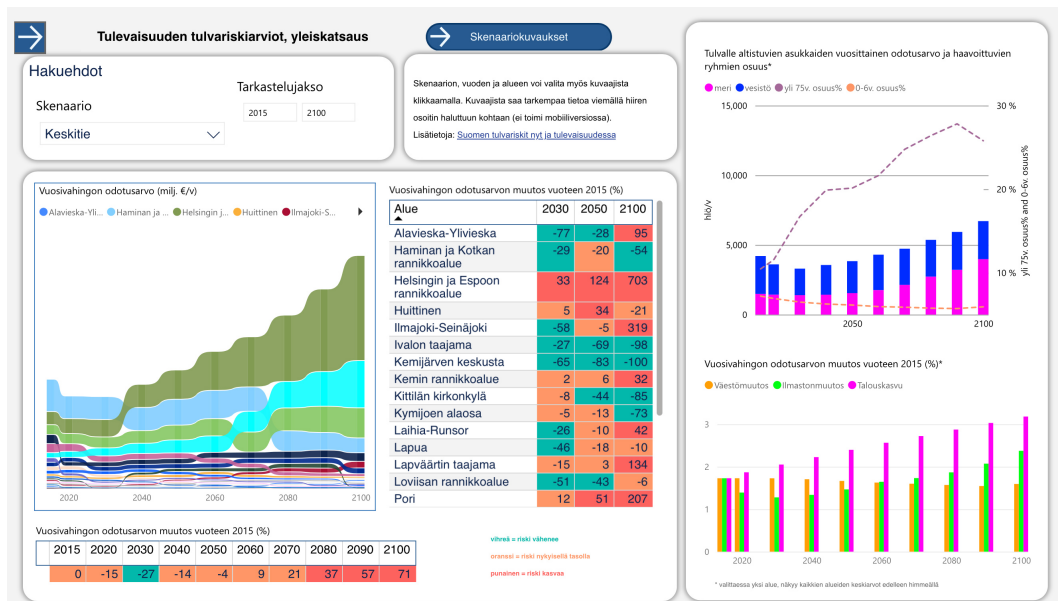 Tulevaisuuden tulvariskiarviot, yleiskatsaus
Skenaariokuvaukset
Hakuehdot
Tarkastelujakso
Skenaario
2015 2100
Keskitie
Skenaarion, vuoden ja alueen voi valita myös kuvaajista
klikkaamalla. Kuvaajista saa tarkempaa tietoa viemällä hiiren
osoitin haluttuun kohtaan (ei toimi mobiiliversiossa).
Lisätietoja: Suomen tulvariskit nyt ja tulevaisuudessa
Vuosivahingon odotusarvo (milj. €/v)
Alavieska-Yli... Haminan ja ... Helsingin j... Huittinen Ilmajoki-S...
2020 2040 2060 2080 2100
Vuosivahingon odotusarvon muutos vuoteen 2015 (%)
Alue 2030 2050 2100
Alavieska-Ylivieska -77 -28 95
Haminan ja Kotkan
rannikkoalue -29 -20 -54
Helsingin ja Espoon
rannikkoalue 33 124 703
Huittinen 5 34 -21
Ilmajoki-Seinäjoki -58 -5 319
Ivalon taajama -27 -69 -98
Kemijärven keskusta -65 -83 -100
Kemin rannikkoalue 2 6 32
Kittilän kirkonkylä -8 -44 -85
Kymijoen alaosa -5 -13 -73
Laihia-Runsor -26 -10 42
Lapua -46 -18 -10
Lapväärtin taajama -15 3 134
Loviisan rannikkoalue -51 -43 -6
Pori 12 51 207
Vuosivahingon odotusarvon muutos vuoteen 2015 (%)
2015 2020 2030 2040 2050 2060 2070 2080 2090 2100
0 -15 -27 -14 -4 9 21 37 57 71
vihreä = riski vähenee
oranssi = riski nykyisellä tasolla
punainen = riski kasvaa
Tulvalle altistuvien asukkaiden vuosittainen odotusarvo ja haavoittuvien
ryhmien osuus*
meri vesistö yli 75v. osuus% 0-6v. osuus%
15,000 30 %
10,000 20 %
5,000 10 %
0
hlö/v
yli 75v. osuus% and 0-6v. osuus%
2050 2100
Vuosivahingon odotusarvon muutos vuoteen 2015 (%)*
Väestömuutos Ilmastonmuutos Talouskasvu
3
2
1
0
2020 2040 2060 2080 2100
* valittaessa yksi alue, näkyy kaikkien alueiden keskiarvot edelleen himmeällä